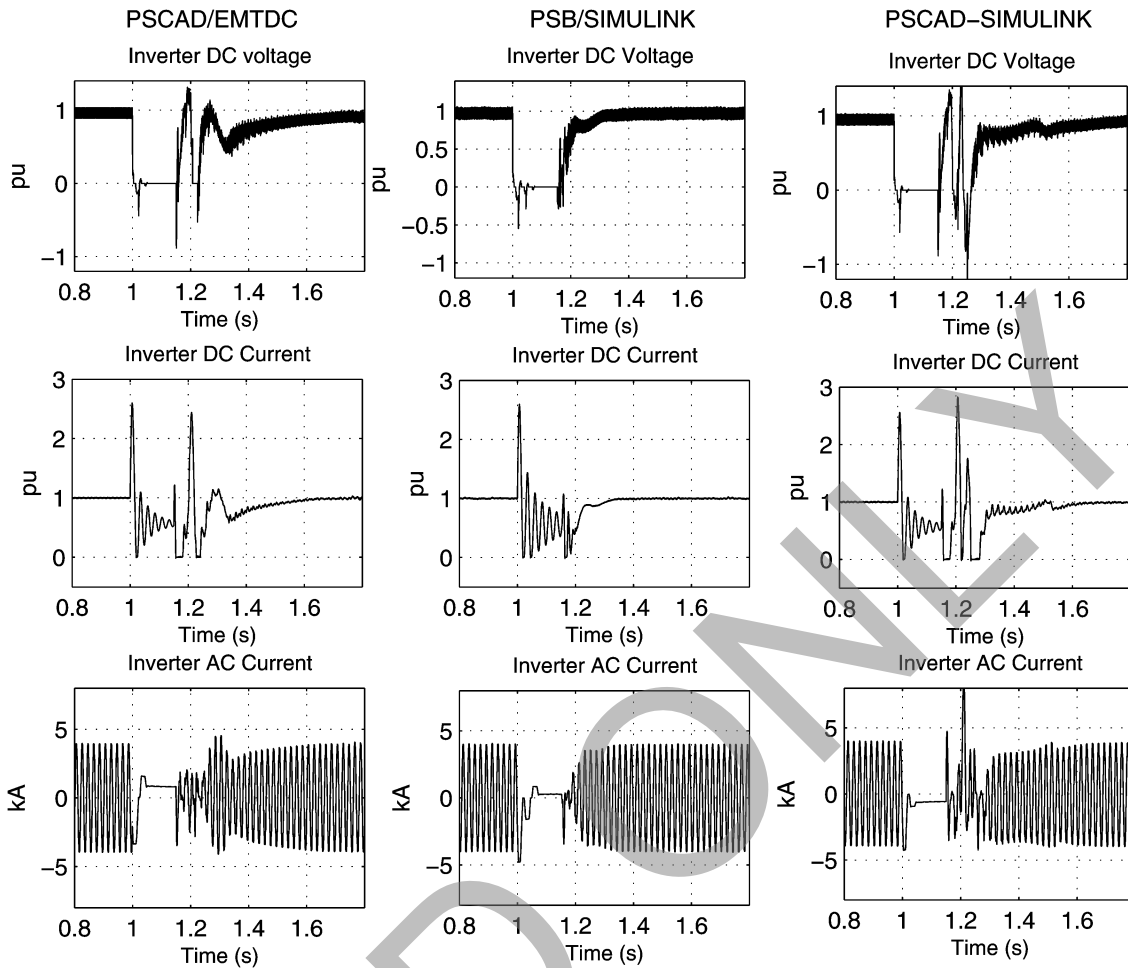 PSCAD/EMTDC PSB/SIMULINK PSCAD−SIMULINK
Inverter DC voltage Inverter DC Voltage Inverter DC Voltage
pu 1 0 −1
pu 1 0.5 0 −0.5 −1
pu 1 0 −1
0.8 1 1.2 1.4 1.6 0.8 1 1.2 1.4 1.6 0.8 1 1.2 1.4 1.6
Time (s) Time (s) Time (s)
Inverter DC Current Inverter DC Current Inverter DC Current
pu 3 2 1 0
pu 3 2 1 0
pu 3 2 1 0
0.8 1 1.2 1.4 1.6 0.8 1 1.2 1.4 1.6 0.8 1 1.2 1.4 1.6
Time (s) Time (s) Time (s)
Inverter AC Current Inverter AC Current Inverter AC Current
kA 5 0 −5
kA 5 0 −5
kA 5 0 −5
0.8 1 1.2 1.4 1.6 0.8 1 1.2 1.4 1.6 0.8 1 1.2 1.4 1.6
Time (s) Time (s) Time (s)
D ONLY